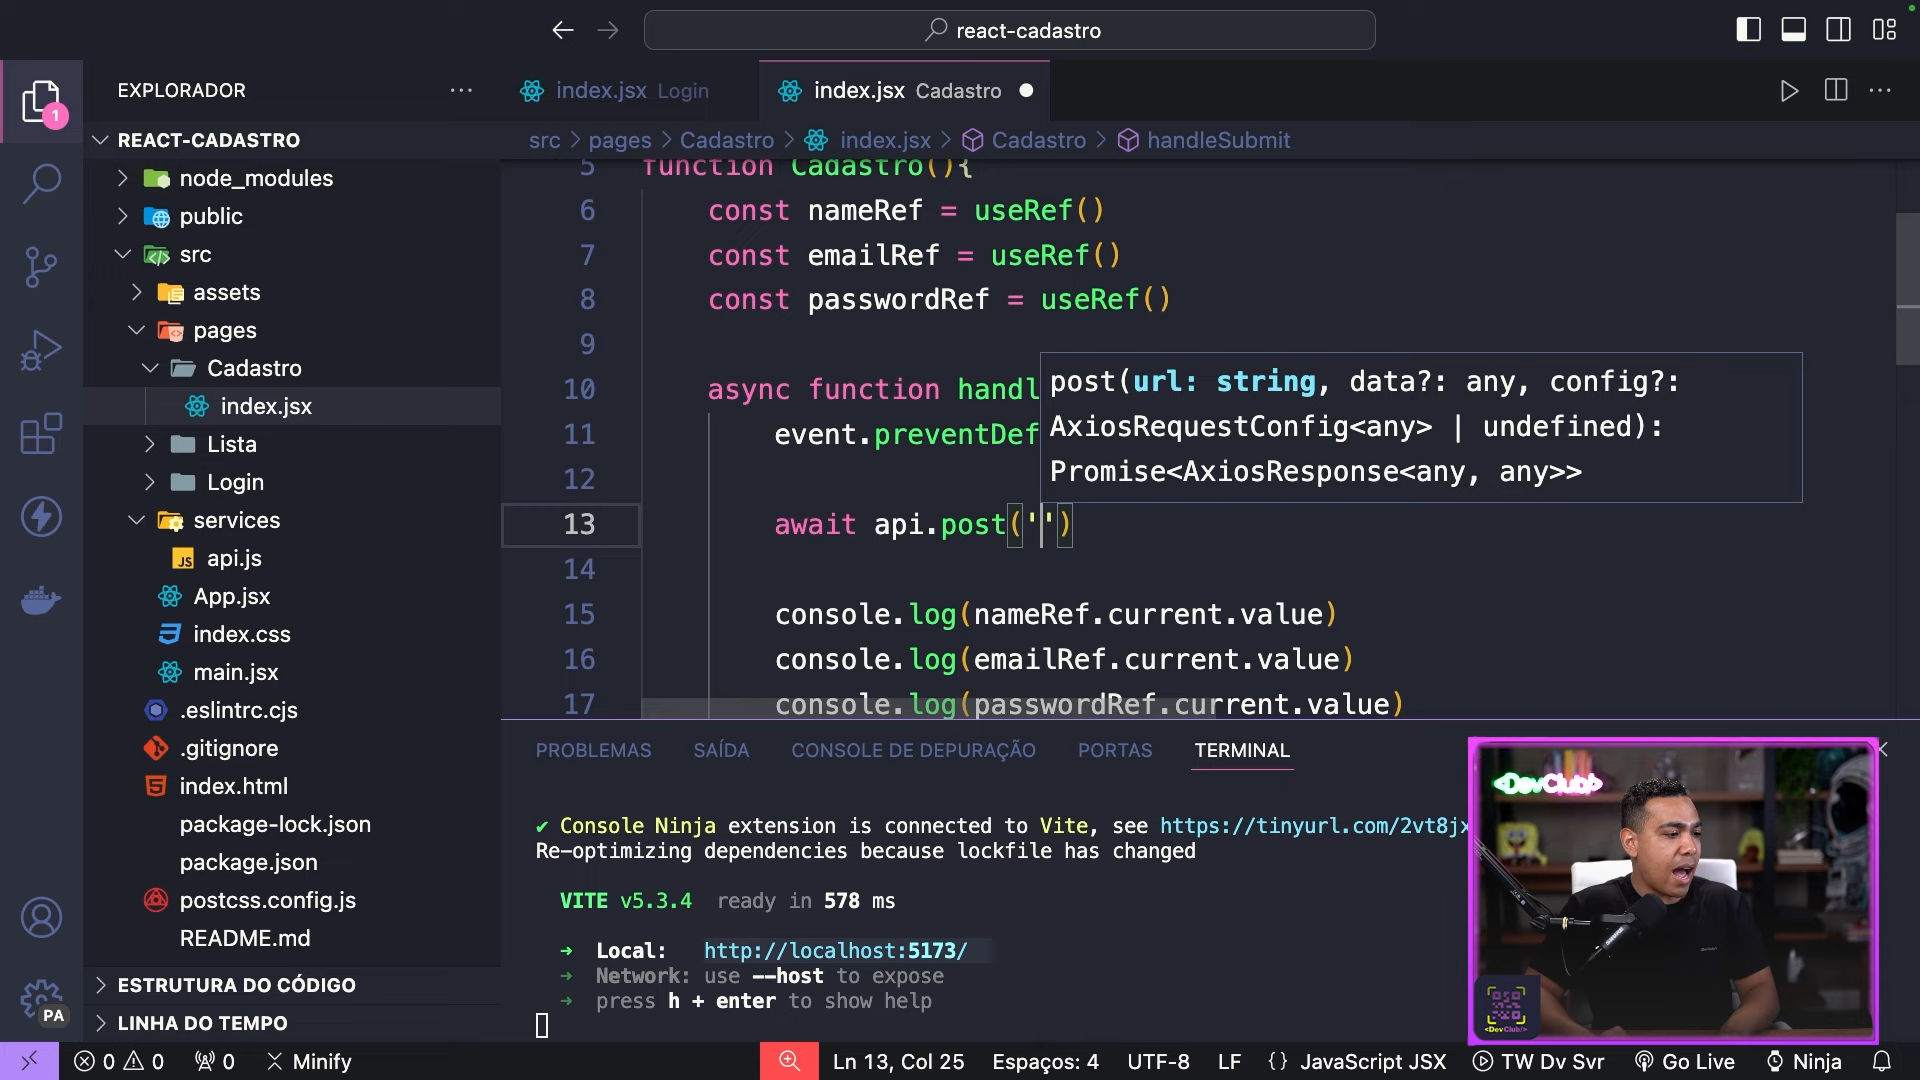 react-cadastro
EXPLORADOR
index.jsx Login
index.jsx Cadastro
1
REACT-CADASTRO
src > pages > Cadastro > index.jsx > Cadastro > handleSubmit
node_modules
public
src
assets
pages
Cadastro
index.jsx
Lista
Login
services
api.js
App.jsx
index.css
main.jsx
.eslintrc.cjs
.gitignore
index.html
package-lock.json
package.json
postcss.config.js
README.md
ESTRUTURA DO CÓDIGO
LINHA DO TEMPO
PA
5 function Cadastro(){
6 const nameRef = useRef()
7 const emailRef = useRef()
8 const passwordRef = useRef()
9
10 async function handl
11 event.preventDef
12
13 await api.post('')
14
15 console.log(nameRef.current.value)
16 console.log(emailRef.current.value)
17 console.log(passwordRef.current.value)
post(url: string, data?: any, config?:
AxiosRequestConfig<any> | undefined):
Promise<AxiosResponse<any, any>>
PROBLEMAS SAÍDA CONSOLE DE DEPURAÇÃO PORTAS TERMINAL
✔ Console Ninja extension is connected to Vite, see https://tinyurl.com/2vt8jx
Re-optimizing dependencies because lockfile has changed
VITE v5.3.4 ready in 578 ms
➜ Local: http://localhost:5173/
➜ Network: use --host to expose
➜ press h + enter to show help
<DevClub/>
<DevClub/>
0 0 0 Minify
Ln 13, Col 25 Espaços: 4 UTF-8 LF {} JavaScript JSX TW Dv Svr Go Live Ninja